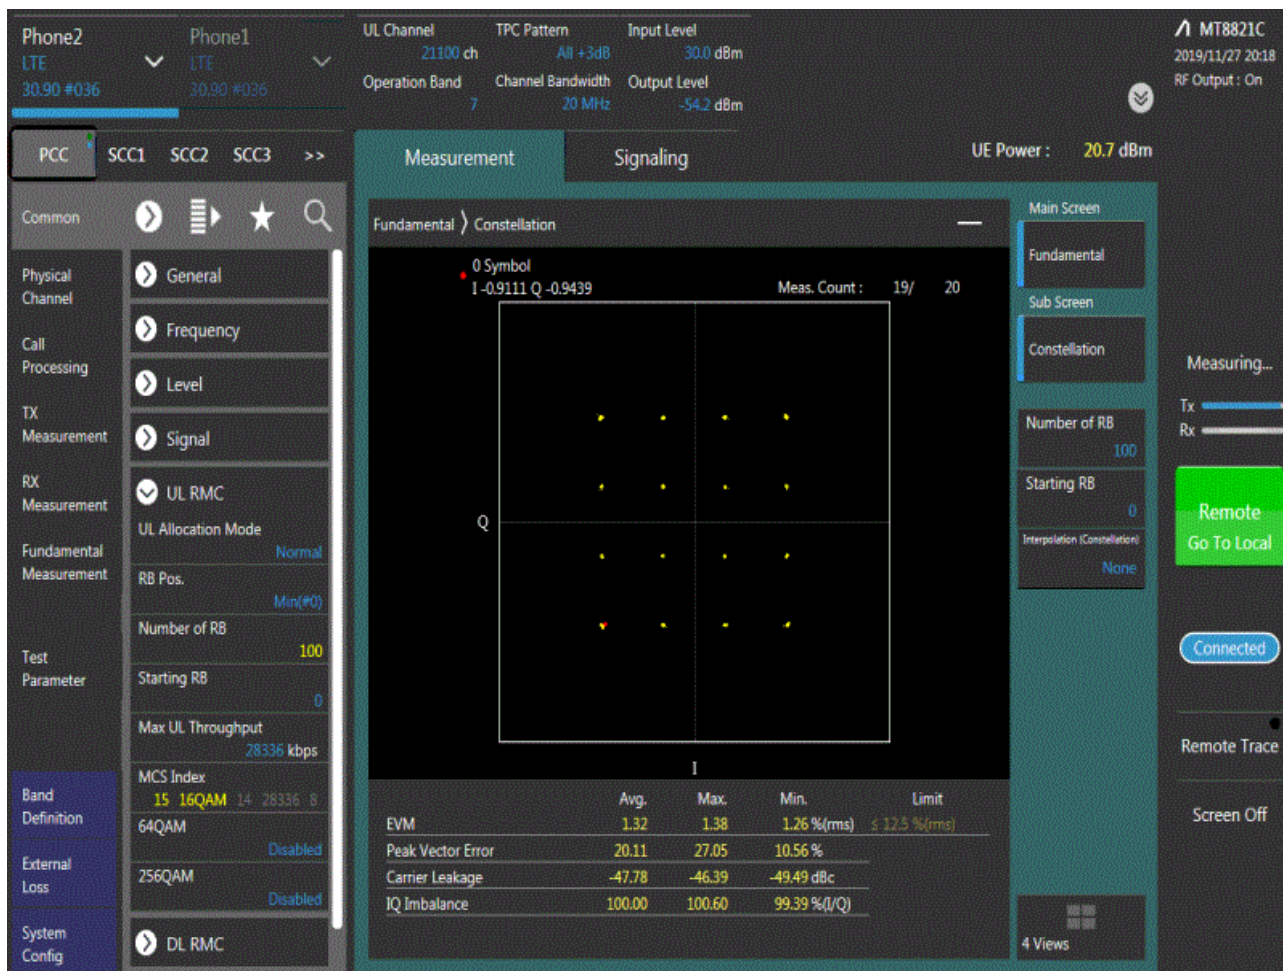 Phone2
LTE
30.90 #036
Phone1
LTE
30.90 #036
UL Channel
21100 ch
TPC Pattern
All +3dB
Input Level
30.0 dBm
Operation Band
7
Channel Bandwidth
20 MHz
Output Level
-54.2 dBm
MT8821C
2019/11/27 20:18
RF Output : On
PCC SCC1 SCC2 SCC3 >>
Measurement
Signaling
UE Power : 20.7 dBm
Common
Physical
Channel
Call
Processing
TX
Measurement
RX
Measurement
Fundamental
Measurement
Test
Parameter
Band
Definition
External
Loss
System
Config
General
Frequency
Level
Signal
UL RMC
UL Allocation Mode
Normal
RB Pos.
Min(#0)
Number of RB
100
Starting RB
0
Max UL Throughput
28336 kbps
MCS Index
15 16QAM 14 28336 8
64QAM
Disabled
256QAM
Disabled
DL RMC
Fundamental 〉Constellation
0 Symbol
I -0.9111 Q -0.9439
Meas. Count : 19/ 20
Q
I
Avg. Max. Min. Limit
EVM 1.32 1.38 1.26 %(rms) ≤ 12.5 %(rms)
Peak Vector Error 20.11 27.05 10.56 %
Carrier Leakage -47.78 -46.39 -49.49 dBc
IQ Imbalance 100.00 100.60 99.39 %(I/Q)
Main Screen
Fundamental
Sub Screen
Constellation
Number of RB
100
Starting RB
0
Interpolation (Constellation)
None
4 Views
Measuring...
Tx
Rx
Remote
Go To Local
Connected
Remote Trace
Screen Off